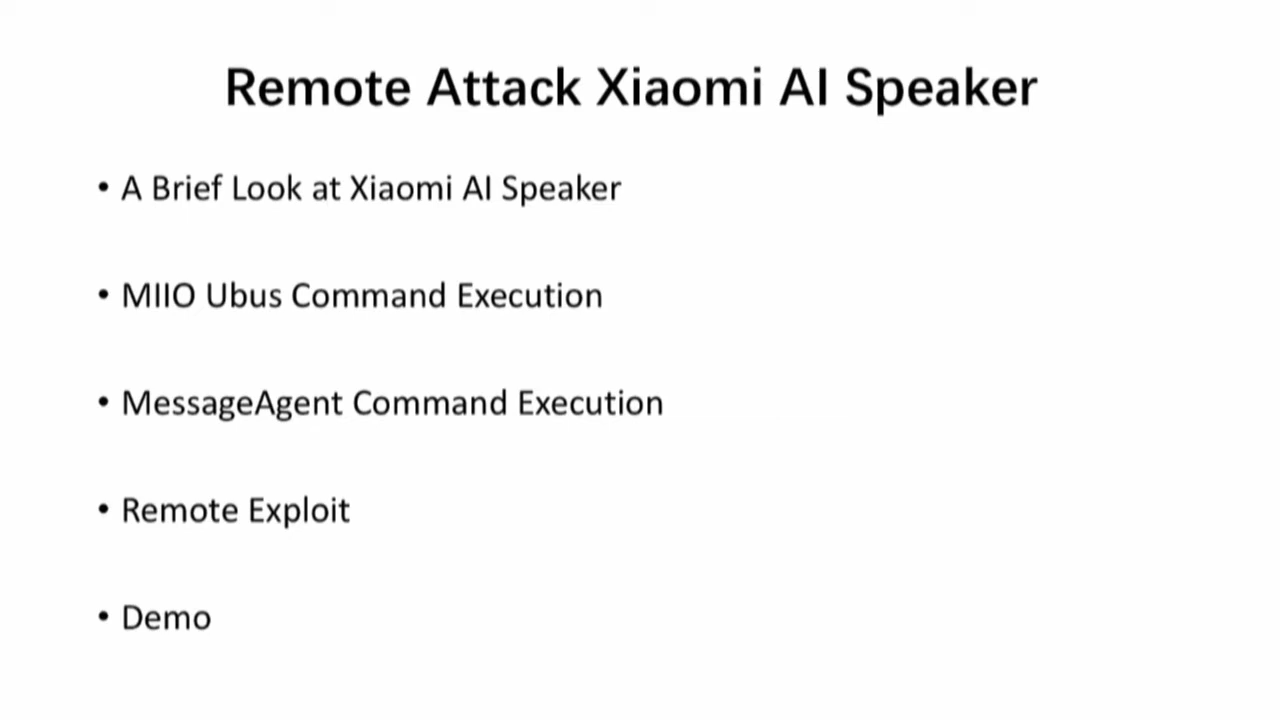 Remote Attack Xiaomi AI Speaker
• A Brief Look at Xiaomi AI Speaker
• MIIO Ubus Command Execution
• MessageAgent Command Execution
• Remote Exploit
• Demo